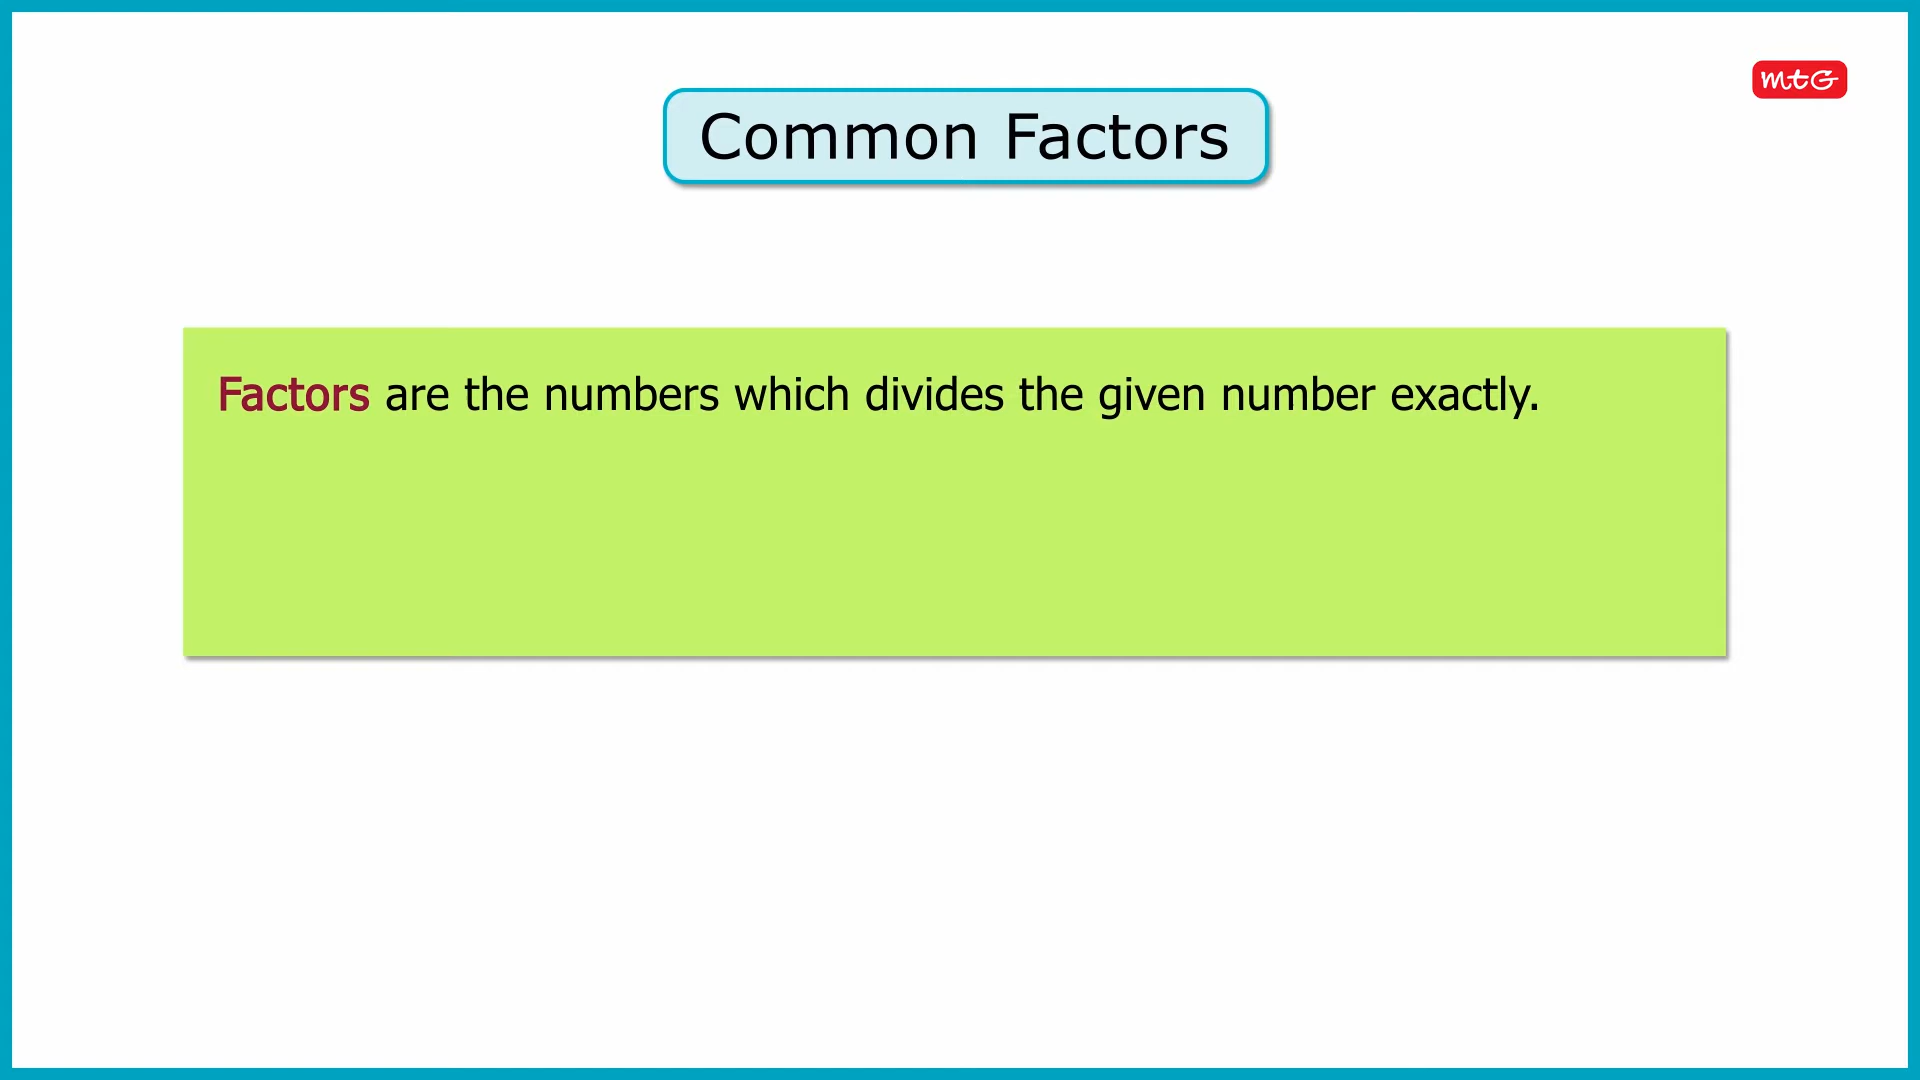 mtG
Common Factors
Factors are the numbers which divides the given number exactly.